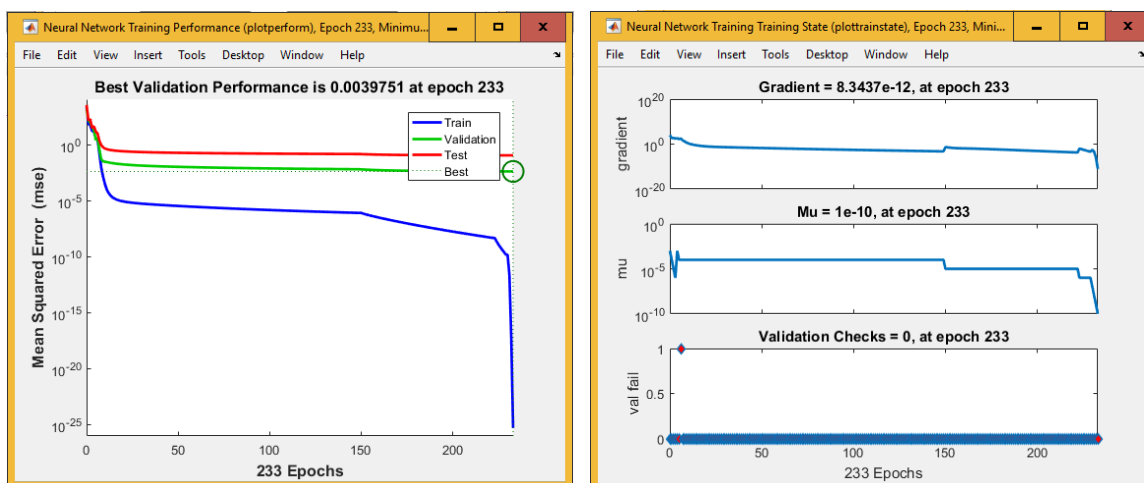 Neural Network Training Performance (plotperform), Epoch 233, Minimu...
File Edit View Insert Tools Desktop Window Help
Best Validation Performance is 0.0039751 at epoch 233
Mean Squared Error (mse)
10^0
10^-5
10^-10
10^-15
10^-20
10^-25
Train
Validation
Test
Best
0 50 100 150 200
233 Epochs
Neural Network Training Training State (plottrainstate), Epoch 233, Mini...
File Edit View Insert Tools Desktop Window Help
Gradient = 8.3437e-12, at epoch 233
gradient
10^20
10^0
10^-20
Mu = 1e-10, at epoch 233
mu
10^0
10^-5
10^-10
Validation Checks = 0, at epoch 233
val fail
1
0.5
0
0 50 100 150 200
233 Epochs